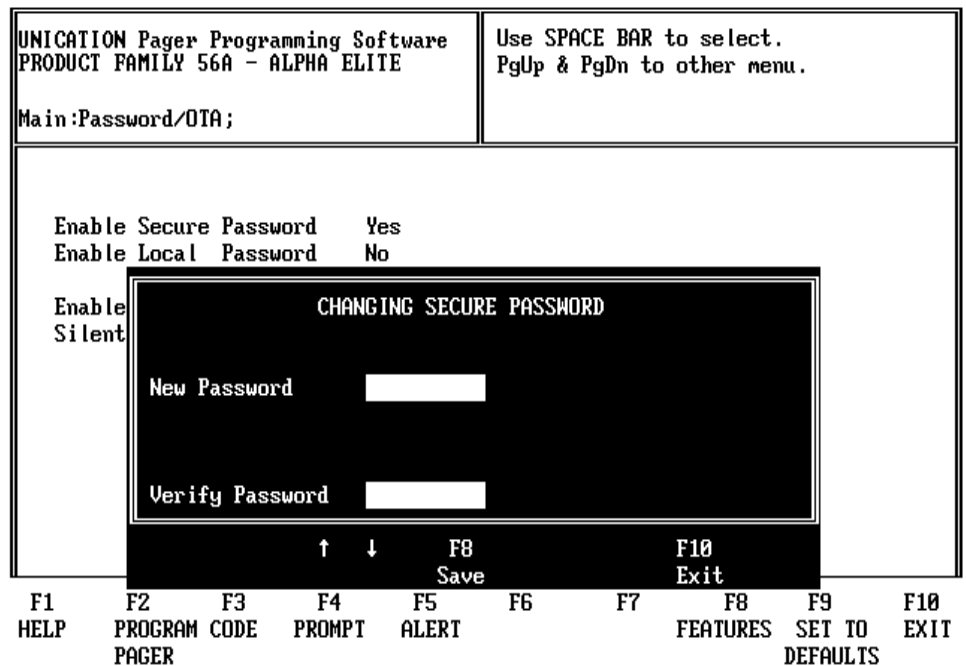 UNICATION Pager Programming Software
PRODUCT FAMILY 56A - ALPHA ELITE
Main:Password/OTA;
Use SPACE BAR to select.
PgUp & PgDn to other menu.
Enable Secure Password Yes
Enable Local Password No
Enable
Silent
CHANGING SECURE PASSWORD
New Password
Verify Password
↑ ↓ F8 F10
Save Exit
F1 F2 F3 F4 F5 F6 F7 F8 F9 F10
HELP PROGRAM CODE PROMPT ALERT FEATURES SET TO EXIT
PAGER DEFAULTS